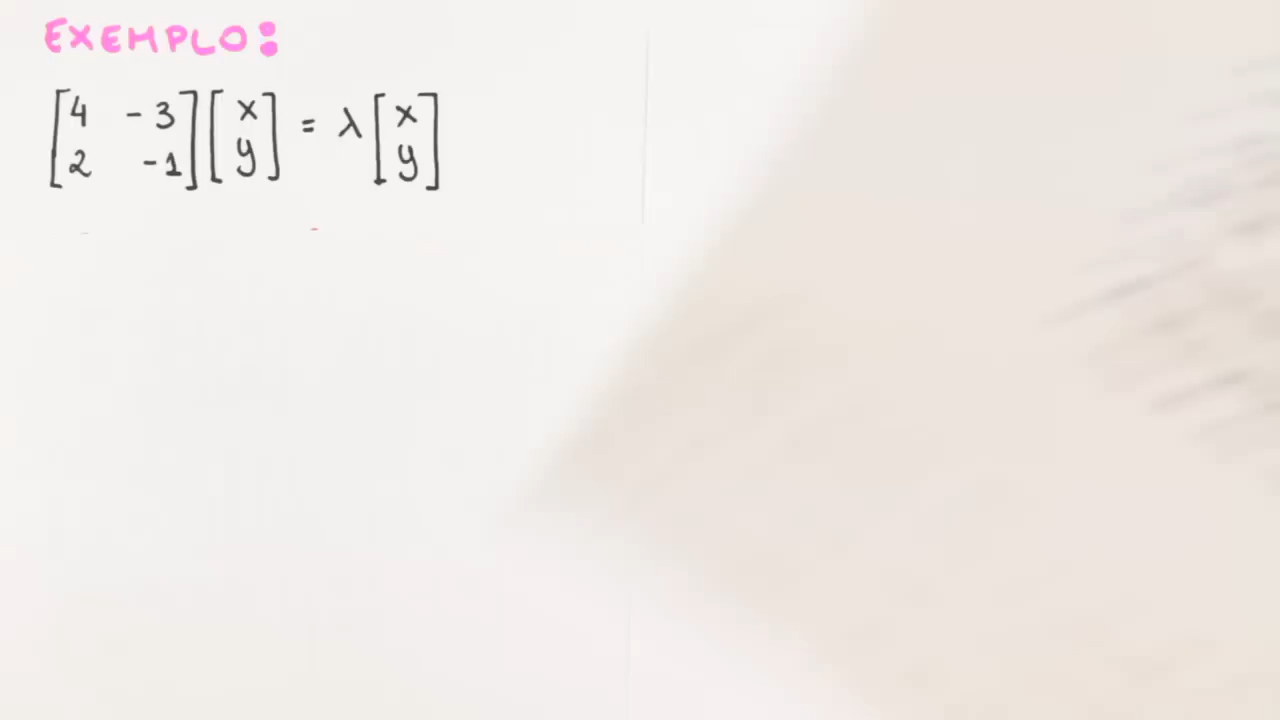 EXEMPLO:
[4 -3] [x] = λ [x]
[2 -1] [y] [y]